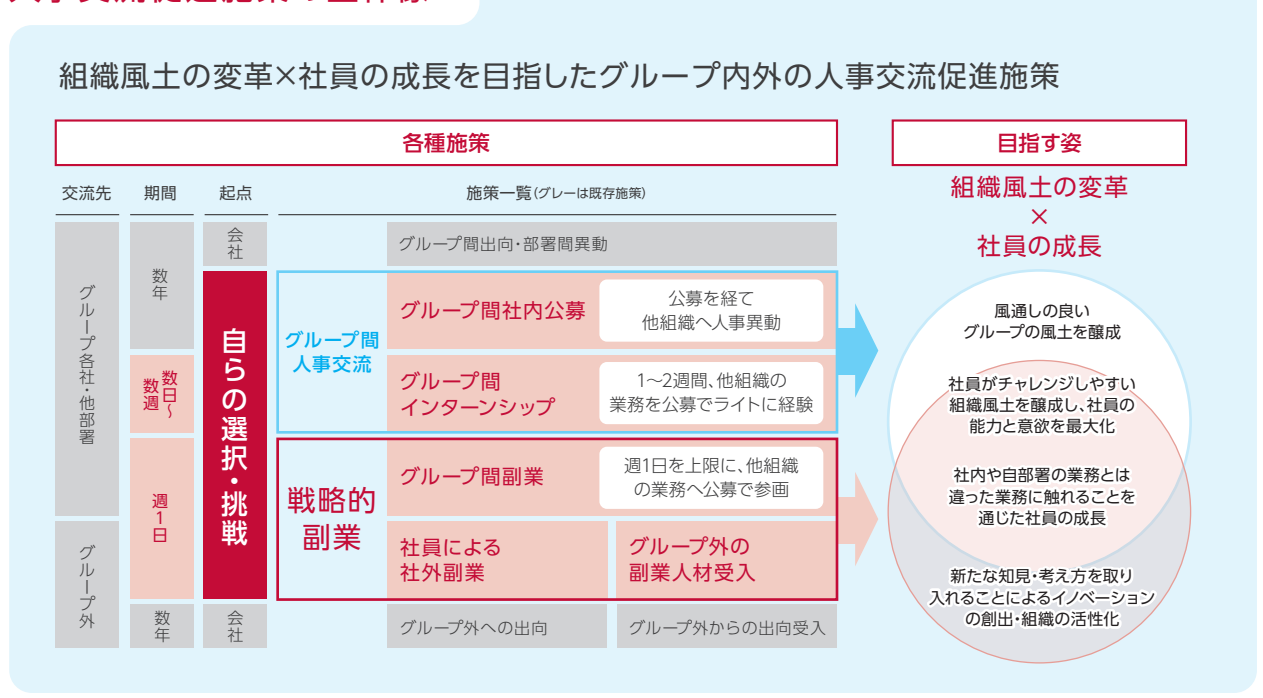 組織風土の変革×社員の成長を目指したグループ内外の人事交流促進施策
各種施策
目指す姿
交流先
期間
起点
施策一覧(グレーは既存施策)
グループ各社・他部署
グループ外
数年
数日〜
数週
週1日
数年
会社
自らの選択・挑戦
会社
グループ間出向・部署間異動
グループ間
人事交流
グループ間社内公募
公募を経て
他組織へ人事異動
グループ間
インターンシップ
1〜2週間、他組織の
業務を公募でライトに経験
戦略的
副業
グループ間副業
週1日を上限に、他組織
の業務へ公募で参画
社員による
社外副業
グループ外の
副業人材受入
グループ外への出向
グループ外からの出向受入
組織風土の変革
×
社員の成長
風通しの良い
グループの風土を醸成
社員がチャレンジしやすい
組織風土を醸成し、社員の
能力と意欲を最大化
社内や自部署の業務とは
違った業務に触れることを
通じた社員の成長
新たな知見・考え方を取り
入れることによるイノベーション
の創出・組織の活性化